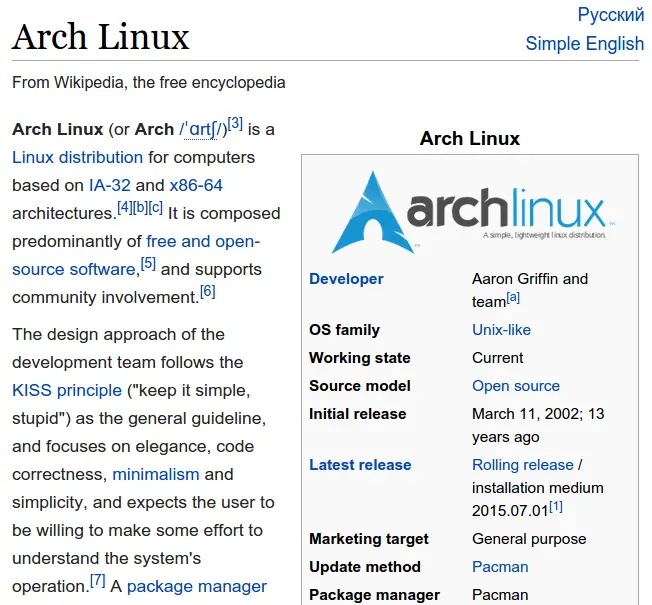 Русский
Arch Linux
Simple English
From Wikipedia, the free encyclopedia
Arch Linux (or Arch /ˈɑrtʃ/)[3] is a
Linux distribution for computers
based on IA-32 and x86-64
architectures.[4][b][c] It is composed
predominantly of free and open-
source software,[5] and supports
community involvement.[6]
The design approach of the
development team follows the
KISS principle ("keep it simple,
stupid") as the general guideline,
and focuses on elegance, code
correctness, minimalism and
simplicity, and expects the user to
be willing to make some effort to
understand the system's
operation.[7] A package manager
Arch Linux
archlinux™
A simple, lightweight linux distribution.
Developer Aaron Griffin and
team[a]
OS family Unix-like
Working state Current
Source model Open source
Initial release March 11, 2002; 13
years ago
Latest release Rolling release /
installation medium
2015.07.01[1]
Marketing target General purpose
Update method Pacman
Package manager Pacman